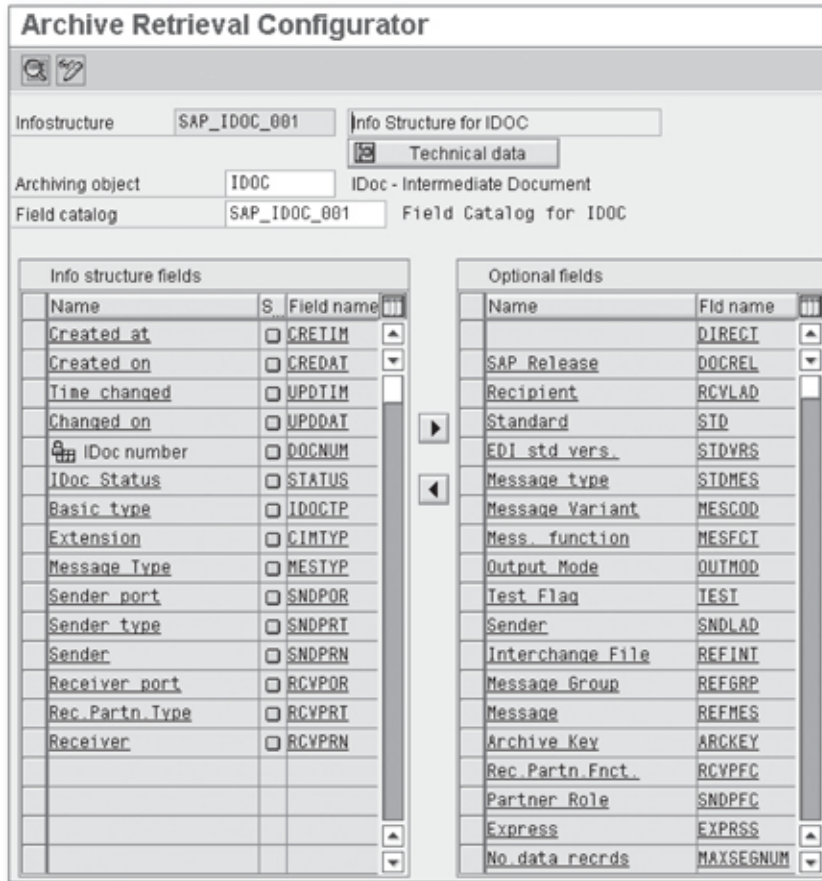 Archive Retrieval Configurator
Infostructure SAP_IDOC_001 Info Structure for IDOC
Technical data
Archiving object IDOC IDoc - Intermediate Document
Field catalog SAP_IDOC_001 Field Catalog for IDOC
Info structure fields
Name S... Field name
Created at CRETIM
Created on CREDAT
Time changed UPDTIM
Changed on UPDDAT
IDoc number DOCNUM
IDoc Status STATUS
Basic type IDOCTP
Extension CIMTYP
Message Type MESTYP
Sender port SNDPOR
Sender type SNDPRT
Sender SNDPRN
Receiver port RCVPOR
Rec.Partn.Type RCVPRT
Receiver RCVPRN
Optional fields
Name Fld name
DIRECT
SAP Release DOCREL
Recipient RCVLAD
Standard STD
EDI std vers. STDVRS
Message type STDMES
Message Variant MESCOD
Mess. function MESFCT
Output Mode OUTMOD
Test Flag TEST
Sender SNDLAD
Interchange File REFINT
Message Group REFGRP
Message REFMES
Archive Key ARCKEY
Rec.Partn.Fnct. RCVPFC
Partner Role SNDPFC
Express EXPRSS
No.data recrds MAXSEGNUM